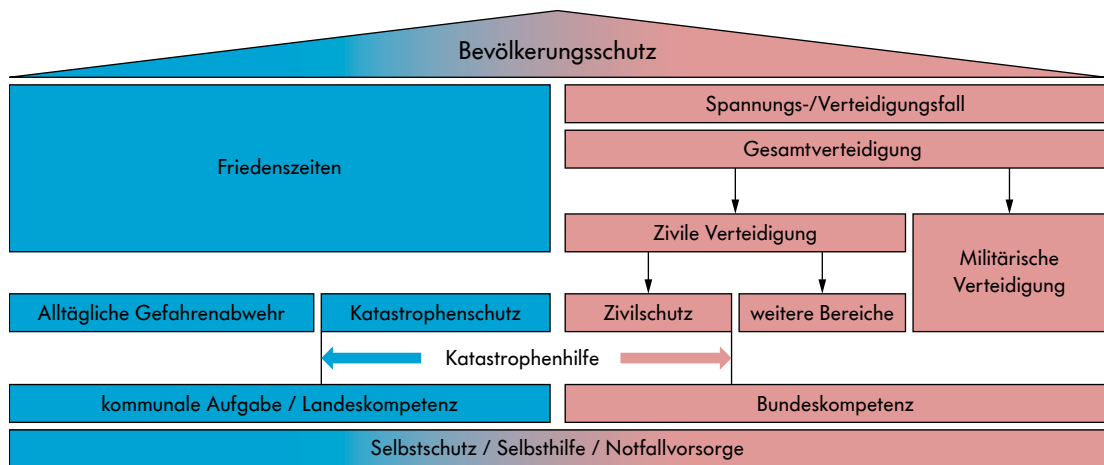 Bevölkerungsschutz
Friedenszeiten
Spannungs-/Verteidigungsfall
Gesamtverteidigung
Zivile Verteidigung
Militärische
Verteidigung
Alltägliche Gefahrenabwehr
Katastrophenschutz
Zivilschutz
weitere Bereiche
Katastrophenhilfe
kommunale Aufgabe / Landeskompetenz
Bundeskompetenz
Selbstschutz / Selbsthilfe / Notfallvorsorge